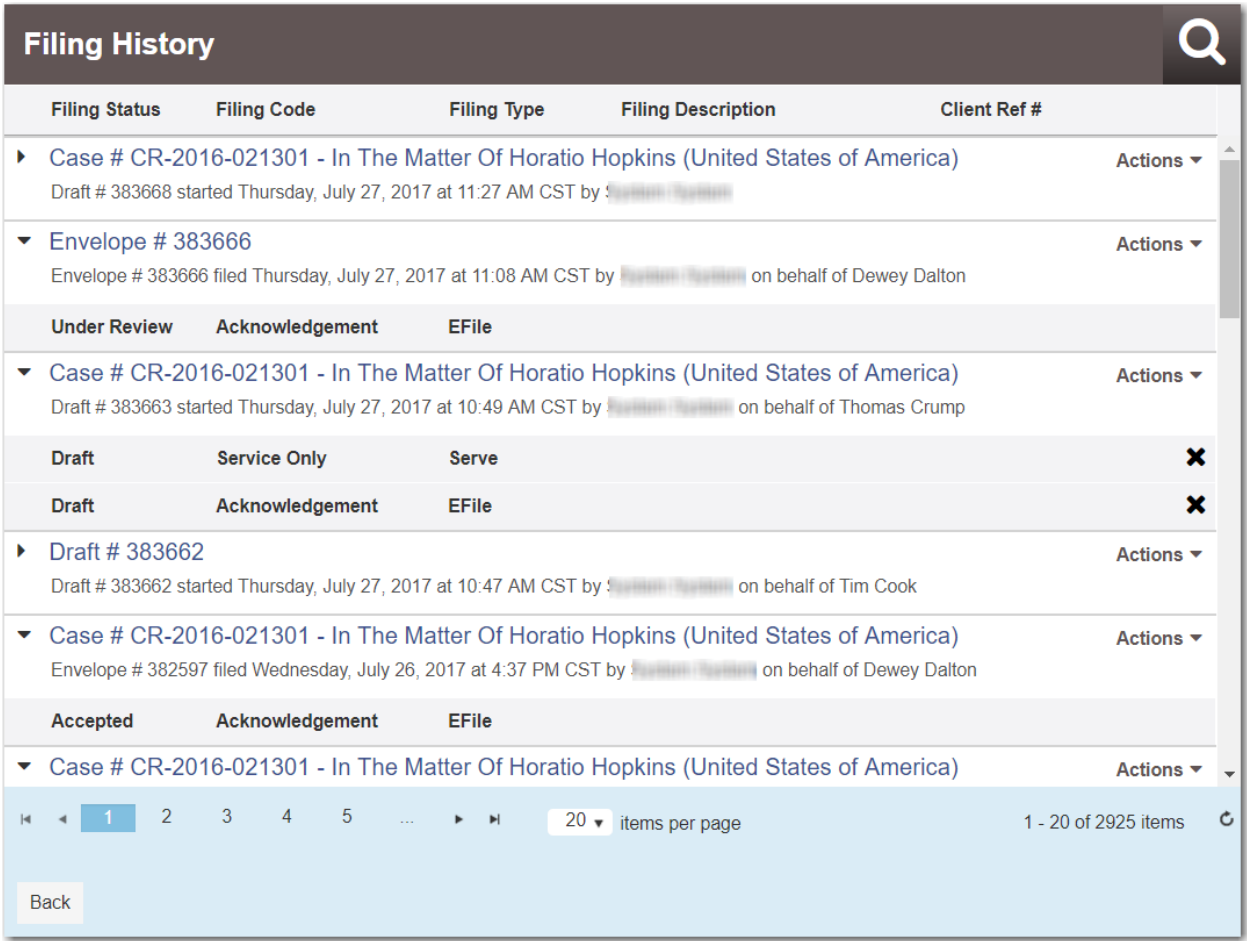 Filing History
Filing Status Filing Code Filing Type Filing Description Client Ref #
Case # CR-2016-021301 - In The Matter Of Horatio Hopkins (United States of America) Actions
Draft # 383668 started Thursday, July 27, 2017 at 11:27 AM CST by
Envelope # 383666 Actions
Envelope # 383666 filed Thursday, July 27, 2017 at 11:08 AM CST by on behalf of Dewey Dalton
Under Review Acknowledgement EFile
Case # CR-2016-021301 - In The Matter Of Horatio Hopkins (United States of America) Actions
Draft # 383663 started Thursday, July 27, 2017 at 10:49 AM CST by on behalf of Thomas Crump
Draft Service Only Serve
Draft Acknowledgement EFile
Draft # 383662 Actions
Draft # 383662 started Thursday, July 27, 2017 at 10:47 AM CST by on behalf of Tim Cook
Case # CR-2016-021301 - In The Matter Of Horatio Hopkins (United States of America) Actions
Envelope # 382597 filed Wednesday, July 26, 2017 at 4:37 PM CST by on behalf of Dewey Dalton
Accepted Acknowledgement EFile
Case # CR-2016-021301 - In The Matter Of Horatio Hopkins (United States of America) Actions
1 2 3 4 5 ... 20 items per page 1 - 20 of 2925 items
Back